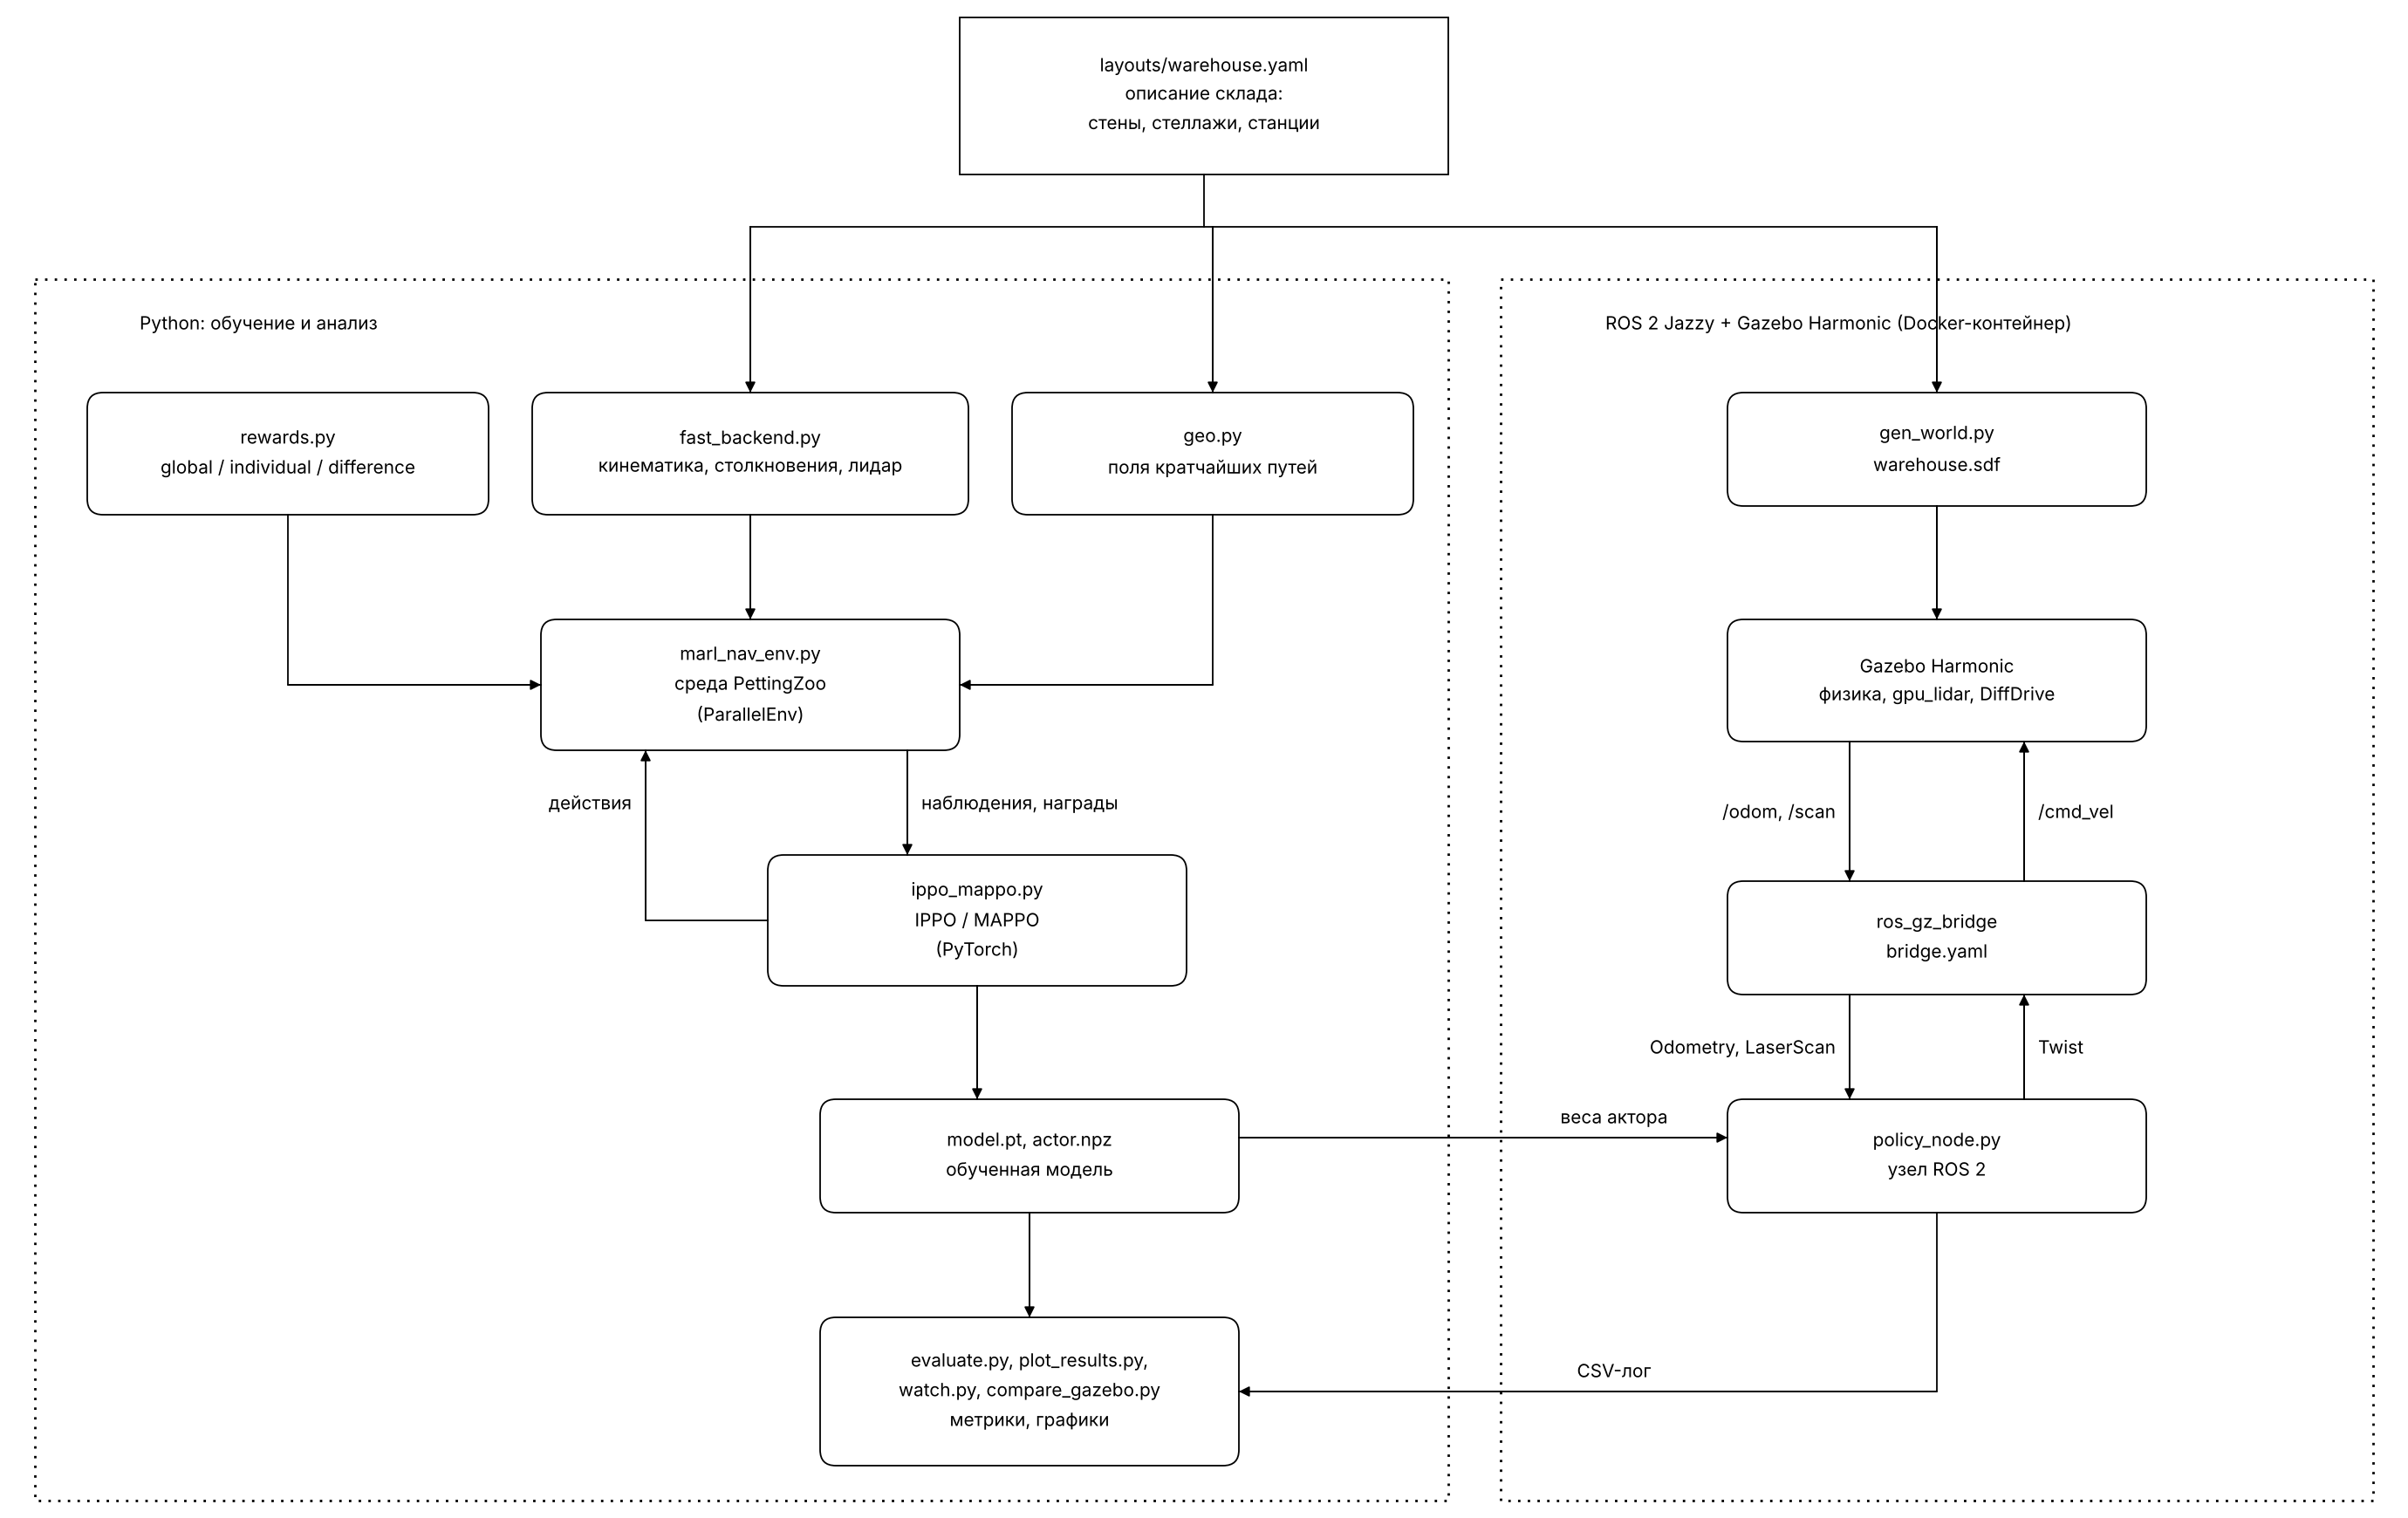 layouts/warehouse.yaml
описание склада:
стены, стеллажи, станции
Python: обучение и анализ
ROS 2 Jazzy + Gazebo Harmonic (Docker-контейнер)
rewards.py
global / individual / difference
fast_backend.py
кинематика, столкновения, лидар
geo.py
поля кратчайших путей
gen_world.py
warehouse.sdf
marl_nav_env.py
среда PettingZoo
(ParallelEnv)
Gazebo Harmonic
физика, gpu_lidar, DiffDrive
действия
наблюдения, награды
/odom, /scan
/cmd_vel
ippo_mappo.py
IPPO / MAPPO
(PyTorch)
ros_gz_bridge
bridge.yaml
Odometry, LaserScan
Twist
model.pt, actor.npz
обученная модель
веса актора
policy_node.py
узел ROS 2
evaluate.py, plot_results.py,
watch.py, compare_gazebo.py
метрики, графики
CSV-лог